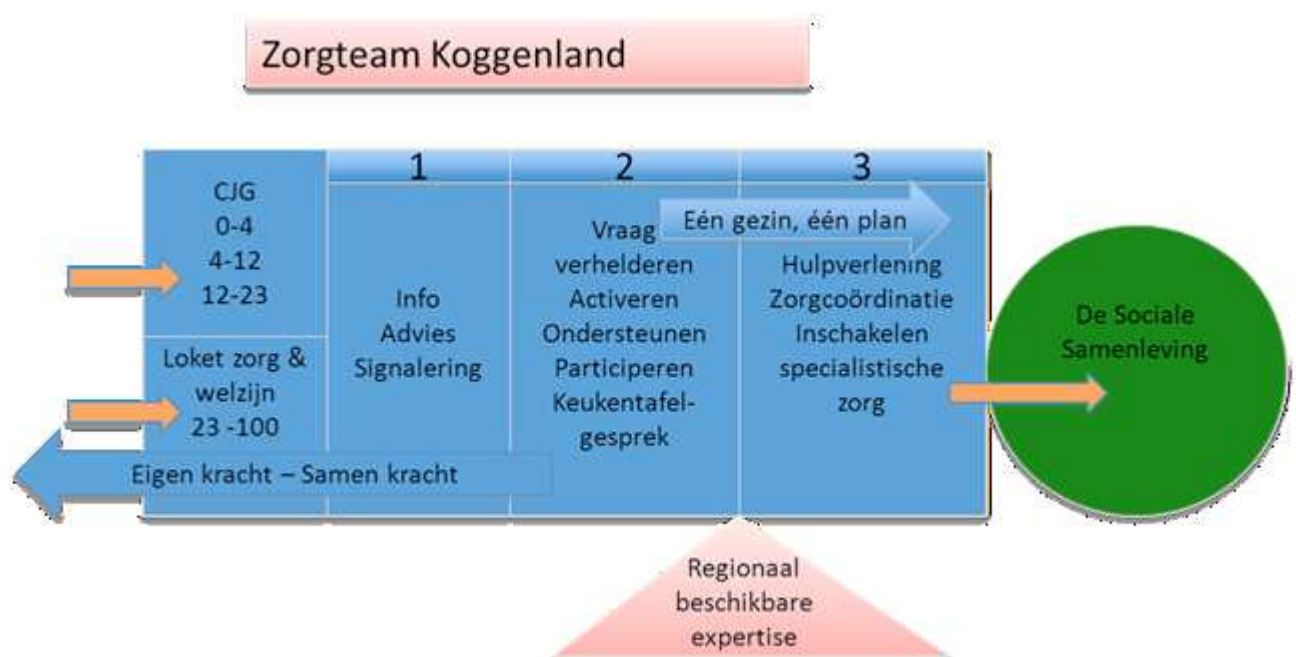 Zorgteam Koggenland
CJG
0-4
4-12
12-23
Loket zorg &
welzijn
23 -100
1
Info
Advies
Signalering
2
Vraag
verhelderen
Activeren
Ondersteunen
Participeren
Keukentafel-
gesprek
3
Eén gezin, één plan
Hulpverlening
Zorgcoördinatie
Inschakelen
specialistische
zorg
De Sociale
Samenleving
Eigen kracht – Samen kracht
Regionaal
beschikbare
expertise